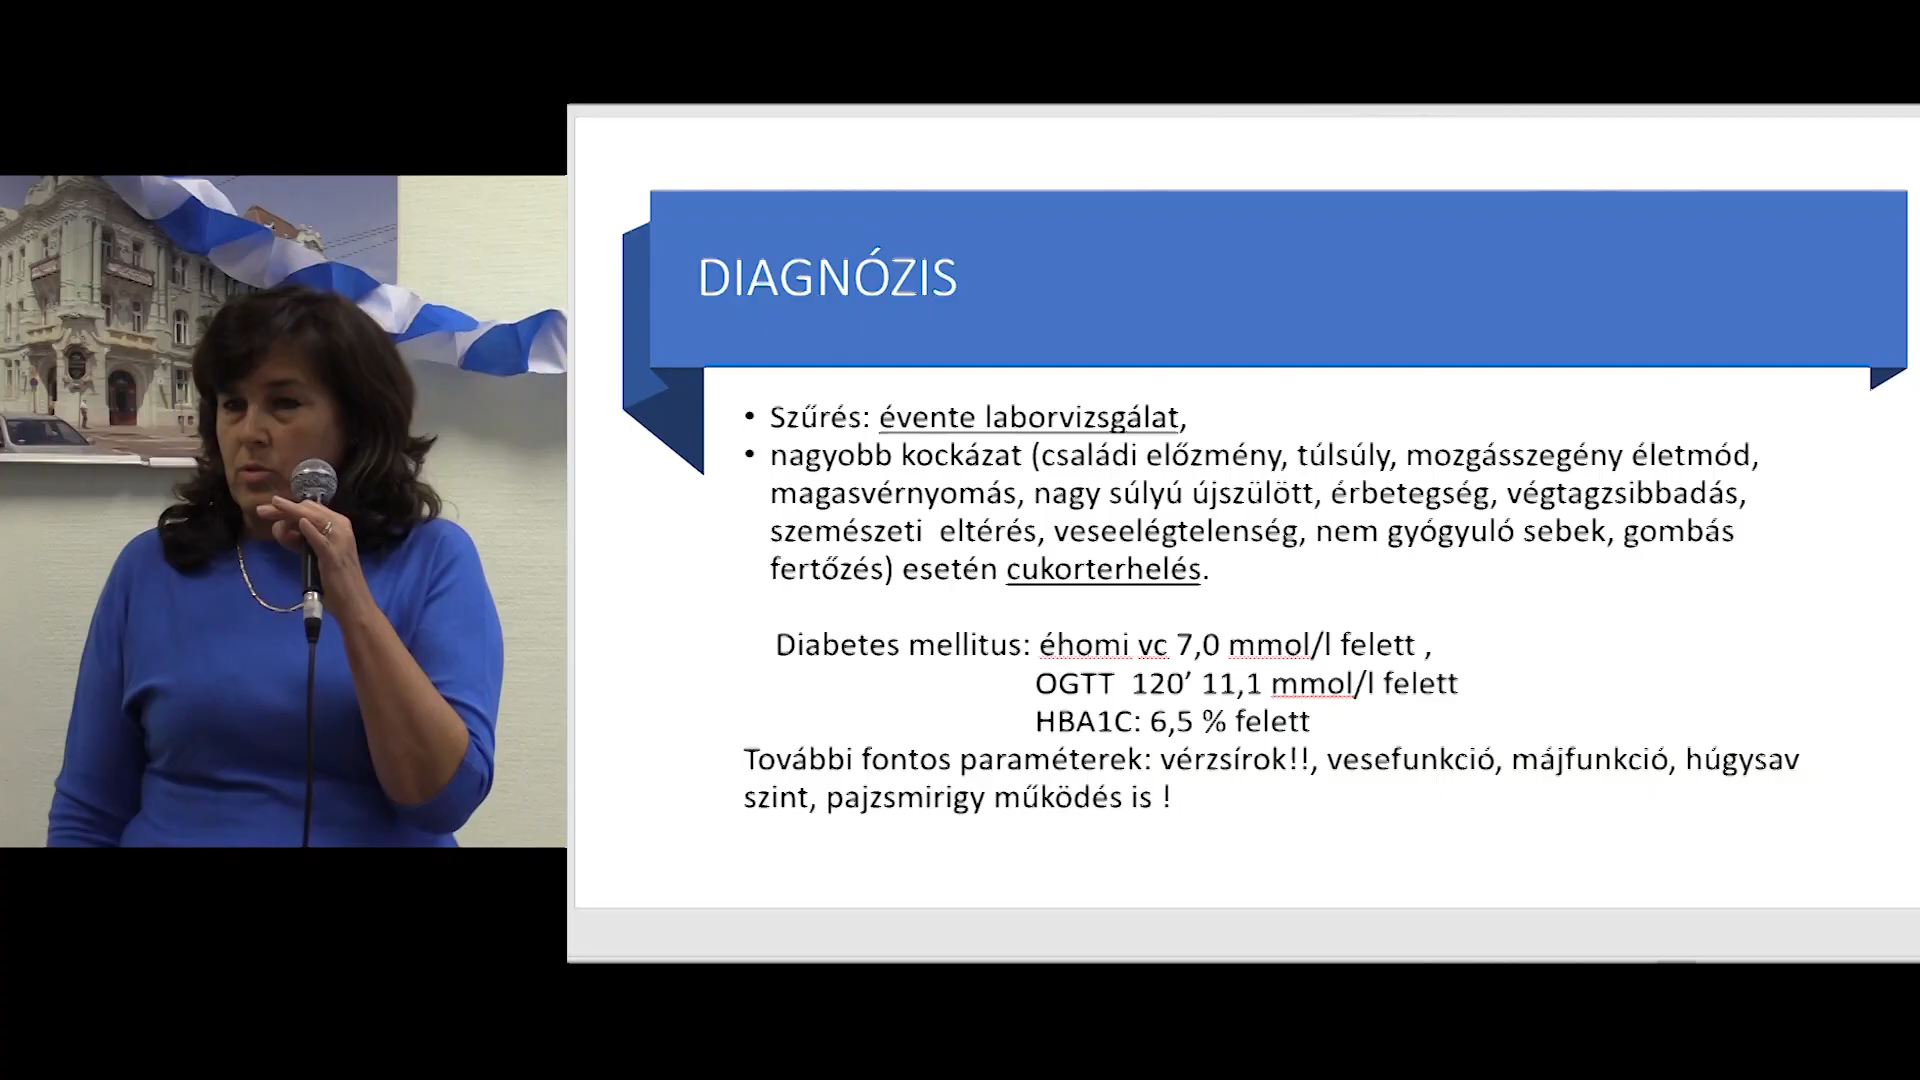 DIAGNÓZIS
• Szűrés: évente laborvizsgálat,
• nagyobb kockázat (családi előzmény, túlsúly, mozgásszegény életmód,
magasvérnyomás, nagy súlyú újszülött, érbetegség, végtagzsibbadás,
szemészeti  eltérés, veseelégtelenség, nem gyógyuló sebek, gombás
fertőzés) esetén cukorterhelés.
Diabetes mellitus: éhomi vc 7,0 mmol/l felett ,
OGTT  120’ 11,1 mmol/l felett
HBA1C: 6,5 % felett
További fontos paraméterek: vérzsírok!!, vesefunkció, májfunkció, húgysav
szint, pajzsmirigy működés is !